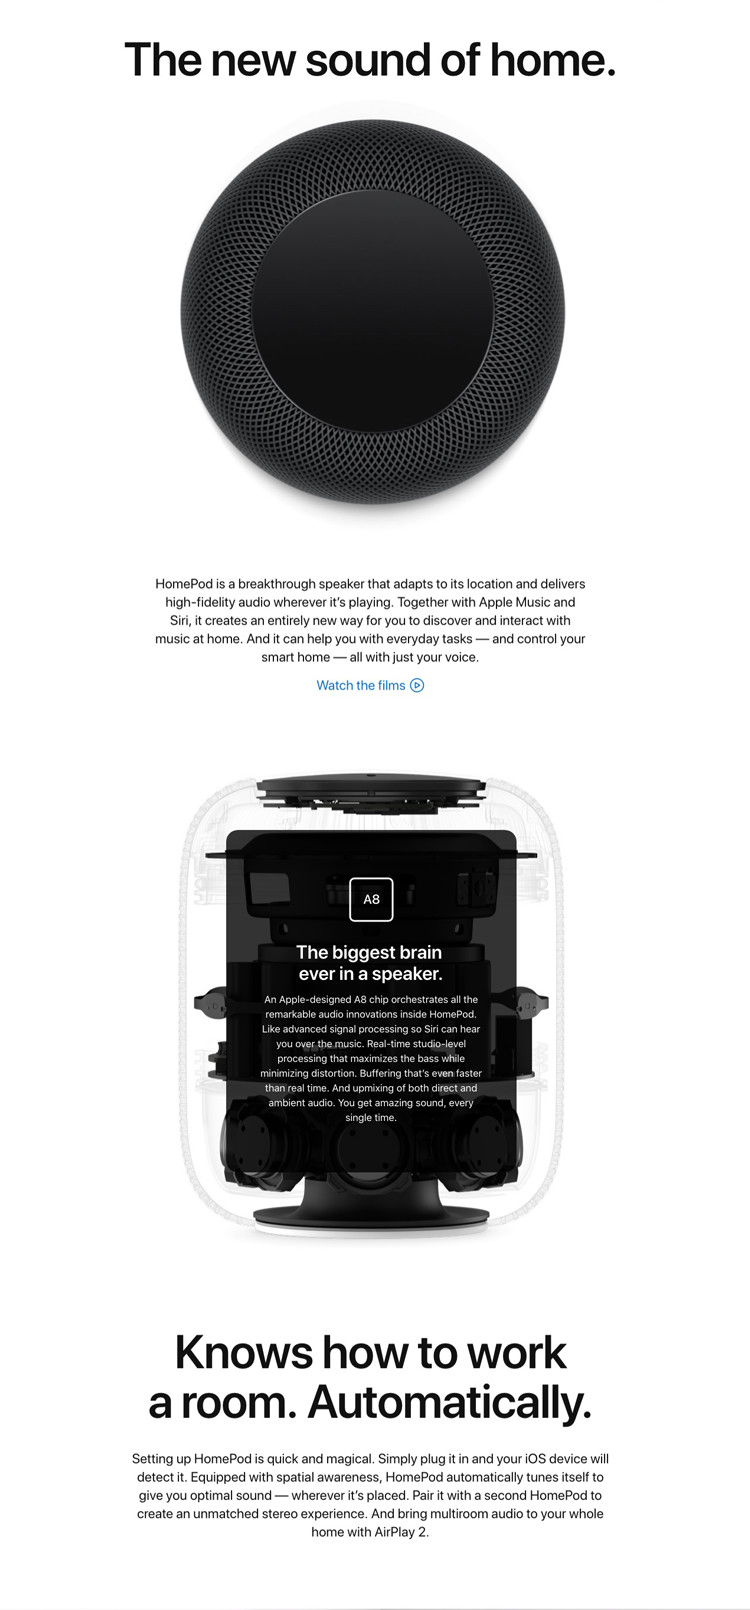 The new sound of home.
HomePod is a breakthrough speaker that adapts to its location and delivers
high-fidelity audio wherever it’s playing. Together with Apple Music and
Siri, it creates an entirely new way for you to discover and interact with
music at home. And it can help you with everyday tasks — and control your
smart home — all with just your voice.
Watch the films
A8
The biggest brain
ever in a speaker.
An Apple-designed A8 chip orchestrates all the
remarkable audio innovations inside HomePod.
Like advanced signal processing so Siri can hear
you over the music. Real-time studio-level
processing that maximizes the bass while
minimizing distortion. Buffering that’s even faster
than real time. And upmixing of both direct and
ambient audio. You get amazing sound, every
single time.
Knows how to work
a room. Automatically.
Setting up HomePod is quick and magical. Simply plug it in and your iOS device will
detect it. Equipped with spatial awareness, HomePod automatically tunes itself to
give you optimal sound — wherever it’s placed. Pair it with a second HomePod to
create an unmatched stereo experience. And bring multiroom audio to your whole
home with AirPlay 2.